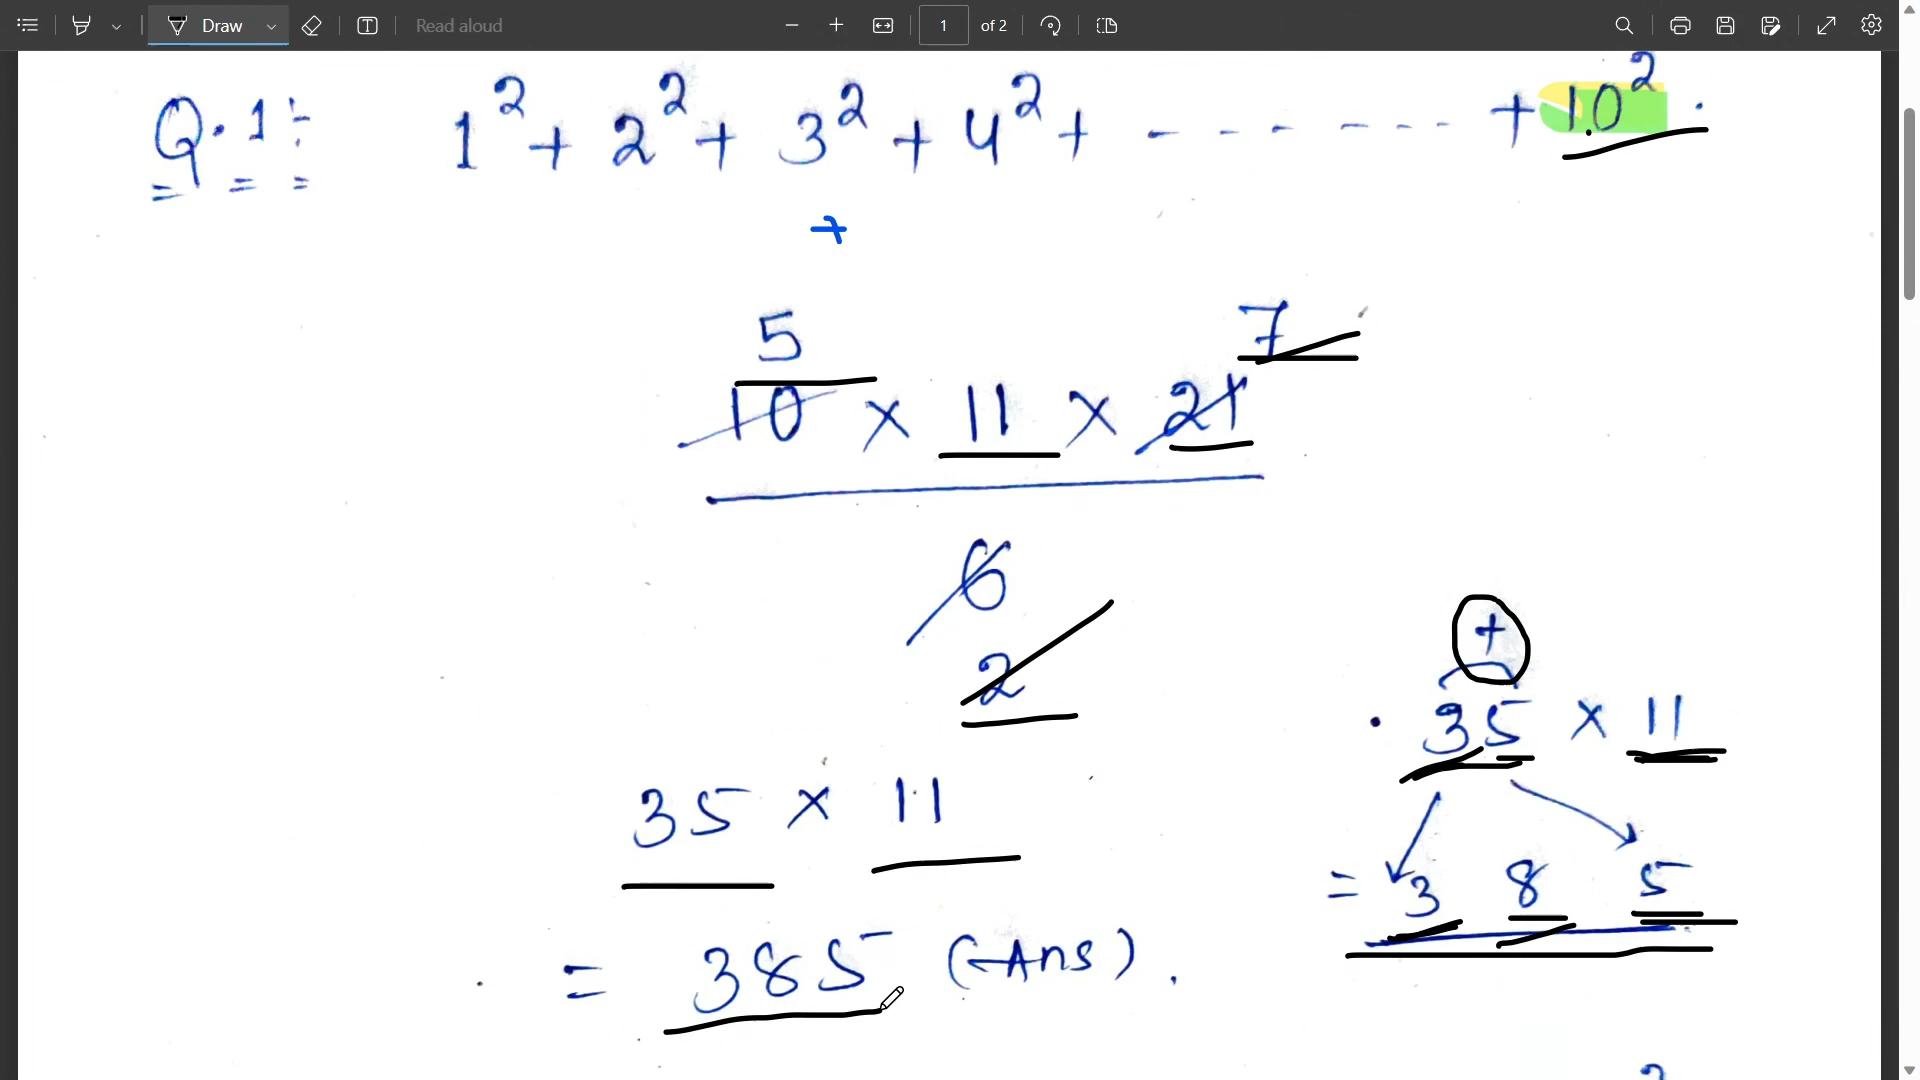 Draw
Read aloud
1 of 2
Q.1 :- 1² + 2² + 3² + 4² + - - - - - - - + 10² .
+
5 7
10 × 11 × 21
6
2
+
35 × 11
35 × 11
= 3 8 5
= 385 (Ans) .
2